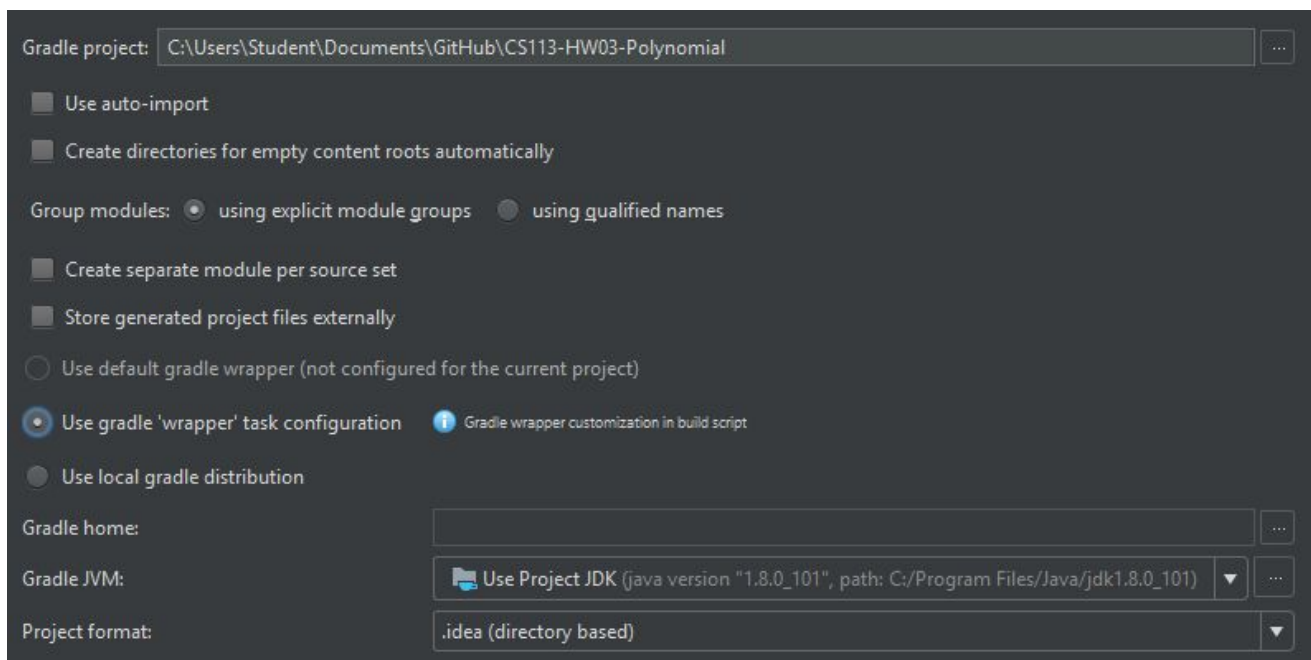 Gradle project: C:\Users\Student\Documents\GitHub\CS113-HW03-Polynomial ...
Use auto-import
Create directories for empty content roots automatically
Group modules: using explicit module groups using qualified names
Create separate module per source set
Store generated project files externally
Use default gradle wrapper (not configured for the current project)
Use gradle 'wrapper' task configuration Gradle wrapper customization in build script
Use local gradle distribution
Gradle home: ...
Gradle JVM: Use Project JDK (java version "1.8.0_101", path: C:/Program Files/Java/jdk1.8.0_101) ...
Project format: .idea (directory based)